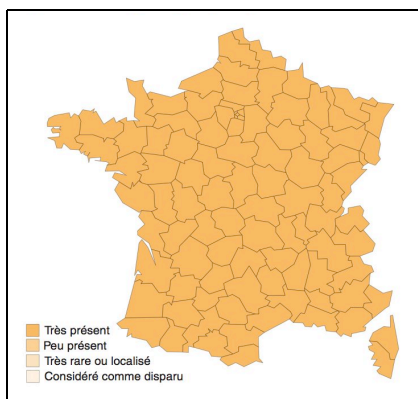 Très présent
Peu présent
Très rare ou localisé
Considéré comme disparu